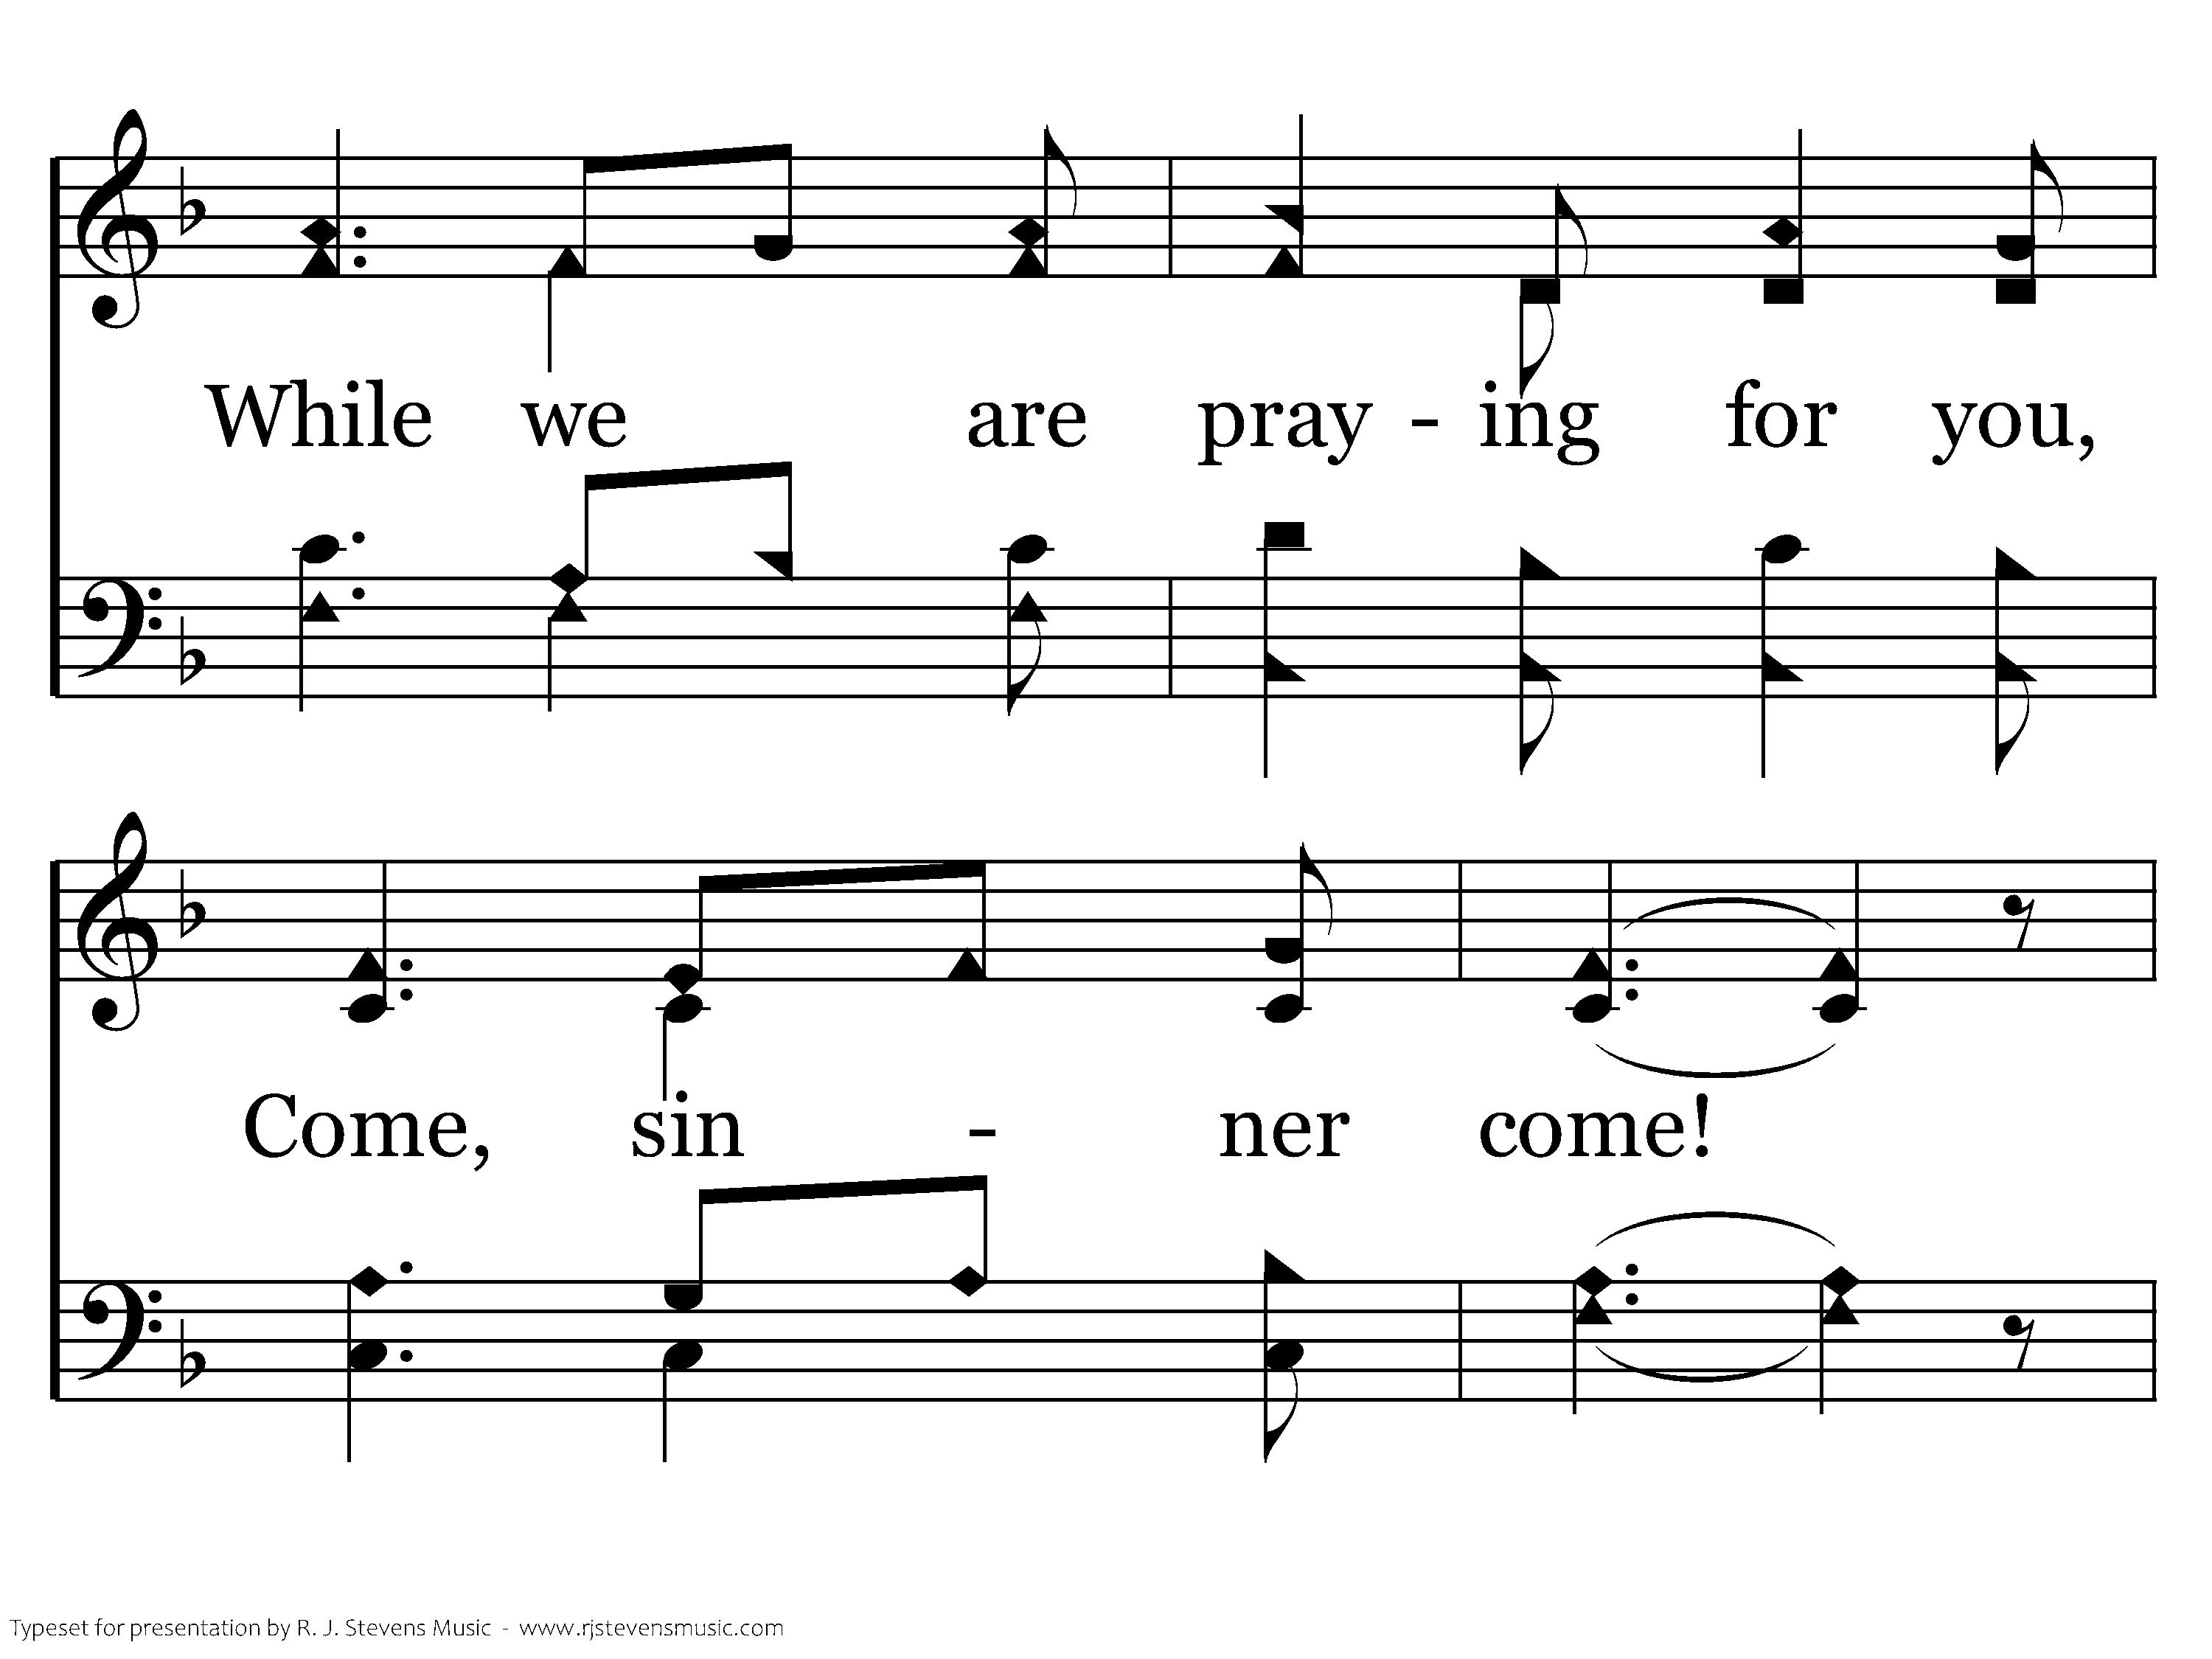 While we are pray - ing for you,
Come, sin - ner come!
Typeset for presentation by R. J. Stevens Music - www.rjstevensmusic.com